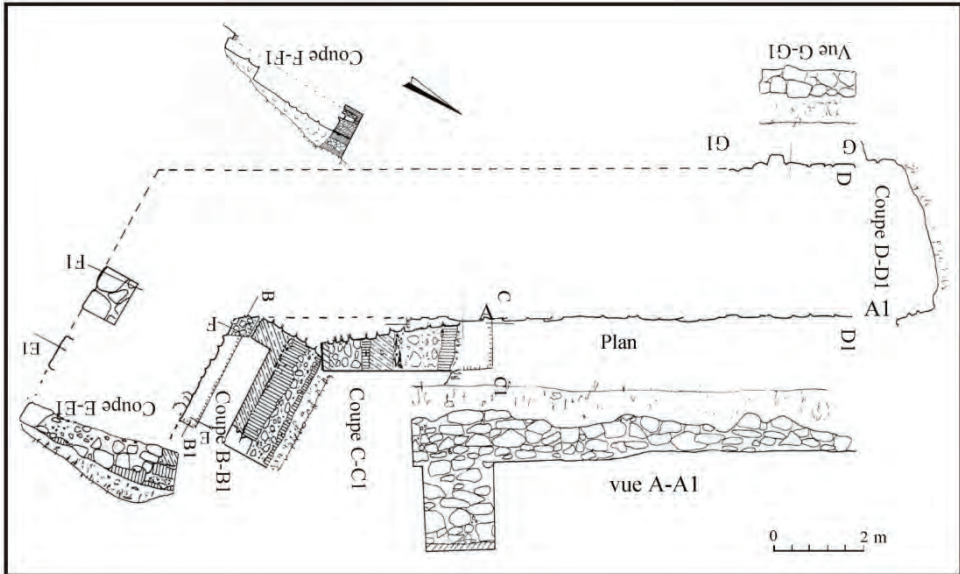 Coupe F-F1
Vue G-G1
G1
G
D
Coupe D-D1
F1
B
F
A
C
A1
E1
Plan
D1
Coupe E-E1
B1
E
Coupe B-B1
Coupe C-C1
C1
vue A-A1
0 2 m